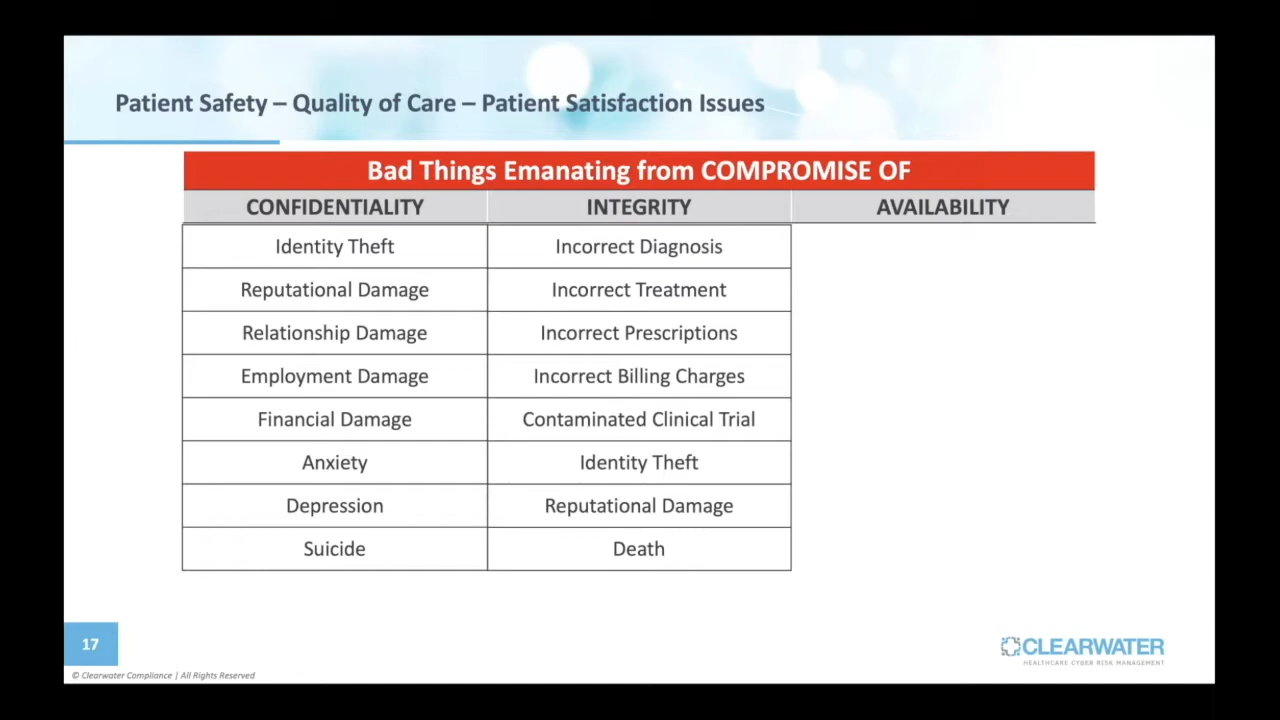 Patient Safety – Quality of Care – Patient Satisfaction Issues
Bad Things Emanating from COMPROMISE OF
CONFIDENTIALITY INTEGRITY AVAILABILITY
Identity Theft Incorrect Diagnosis
Reputational Damage Incorrect Treatment
Relationship Damage Incorrect Prescriptions
Employment Damage Incorrect Billing Charges
Financial Damage Contaminated Clinical Trial
Anxiety Identity Theft
Depression Reputational Damage
Suicide Death
17
CLEARWATER
HEALTHCARE CYBER RISK MANAGEMENT
© Clearwater Compliance | All Rights Reserved